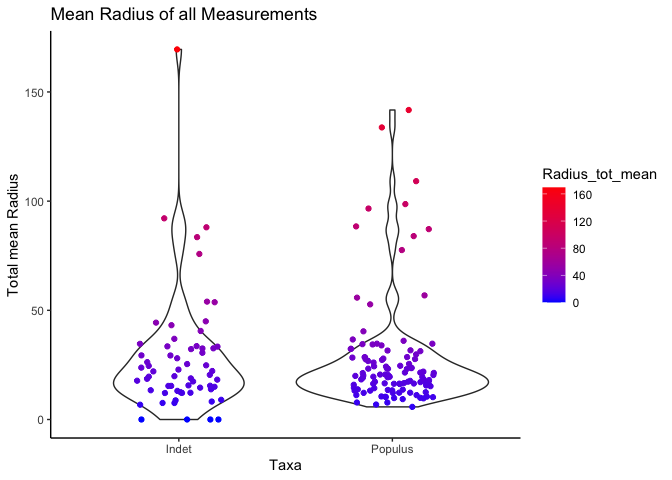 Mean Radius of all Measurements
150
100
50
0
Total mean Radius
Indet
Populus
Taxa
Radius_tot_mean
160
120
80
40
0